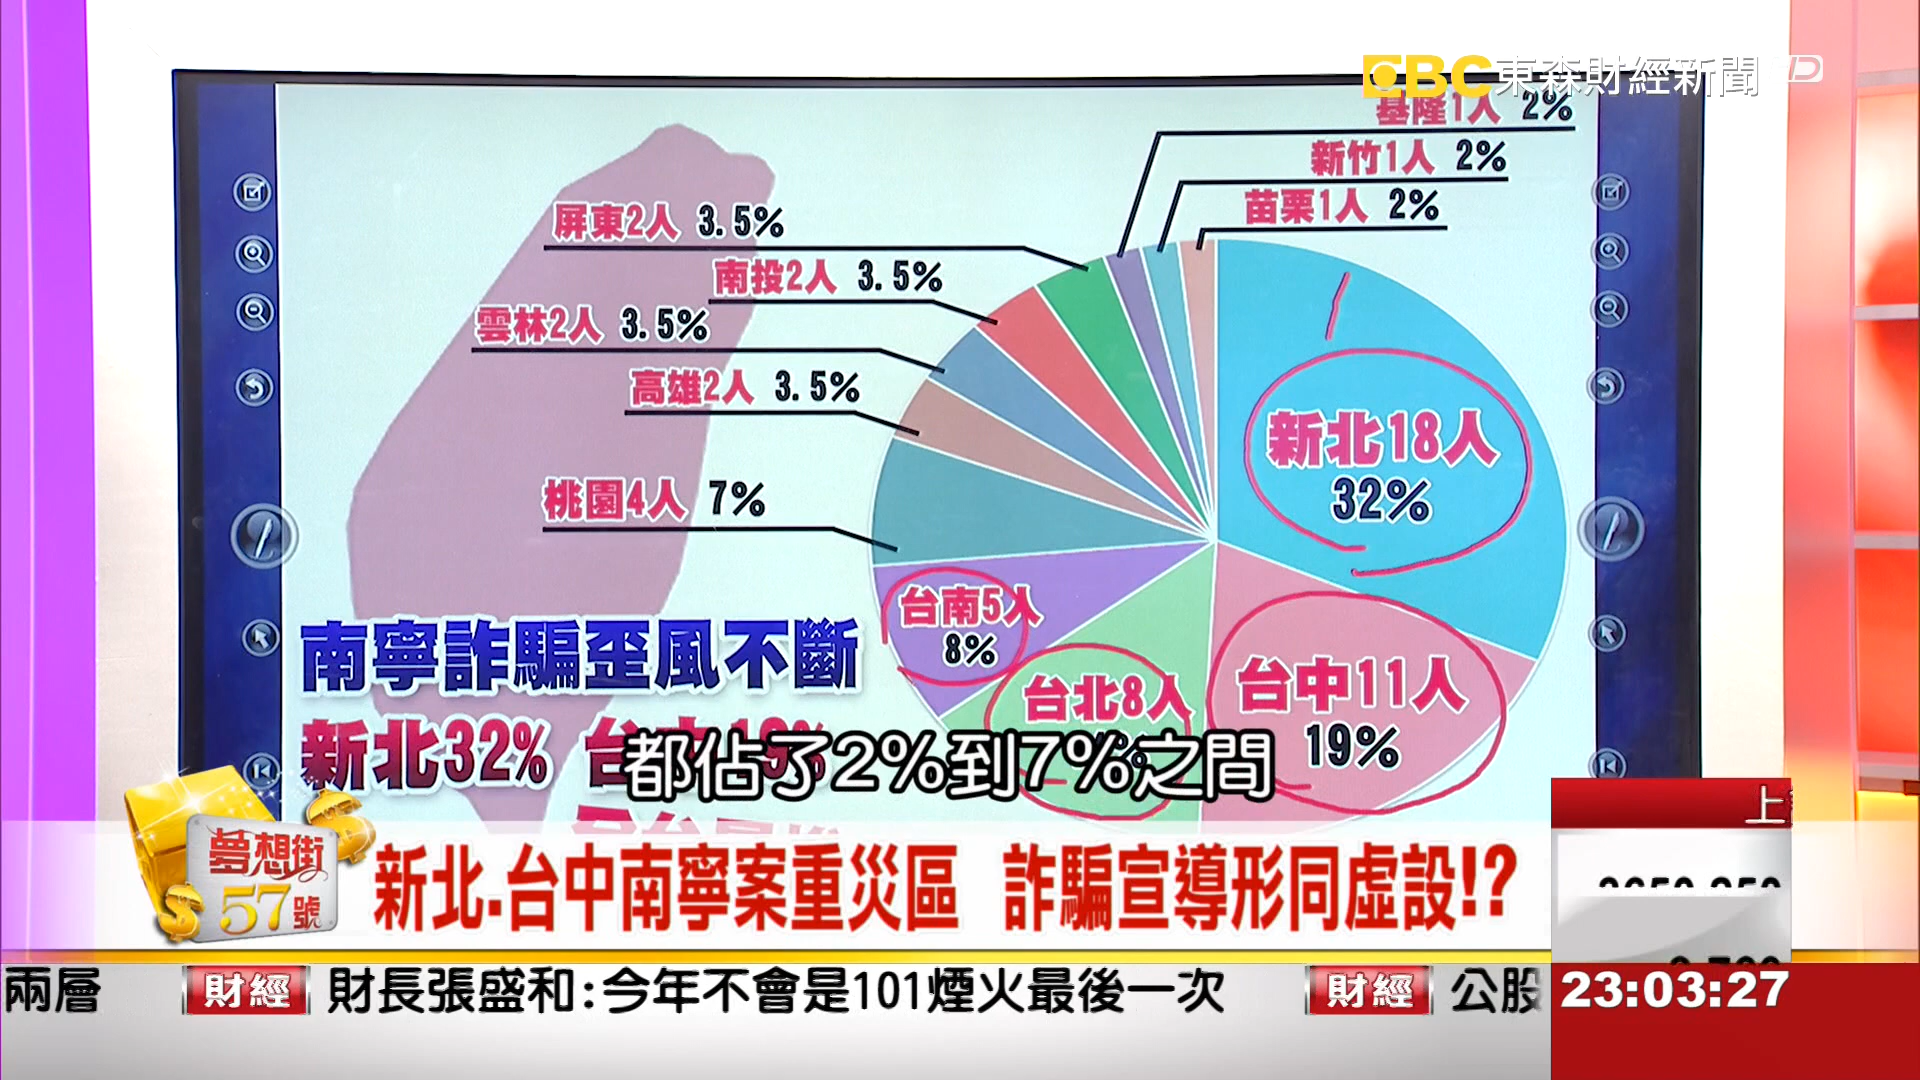 EBC 東森財經新聞
基隆1人 2%
新竹1人 2%
苗栗1人 2%
屏東2人 3.5%
南投2人 3.5%
雲林2人 3.5%
高雄2人 3.5%
桃園4人 7%
新北18人
32%
台南5人
8%
台北8人
台中11人
19%
南寧詐騙歪風不斷
新北32% 台中19%
都佔了2%到7%之間
夢想街
57號
新北.台中南寧案重災區 詐騙宣導形同虛設!?
兩層 財經 財長張盛和:今年不會是101煙火最後一次 財經 公股
上
23:03:27